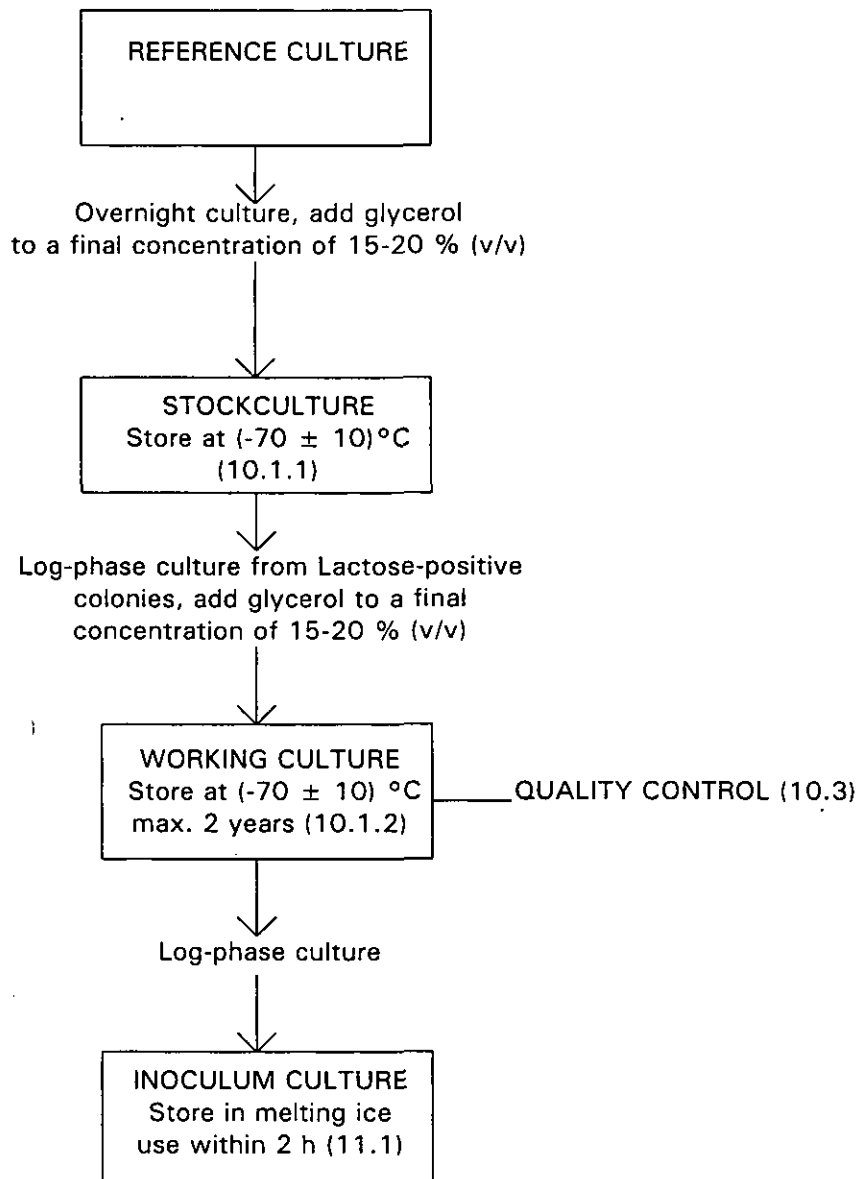 REFERENCE CULTURE
Overnight culture, add glycerol
to a final concentration of 15-20 % (v/v)
STOCKCULTURE
Store at (-70 ± 10)°C
(10.1.1)
Log-phase culture from Lactose-positive
colonies, add glycerol to a final
concentration of 15-20 % (v/v)
WORKING CULTURE
Store at (-70 ± 10) °C
max. 2 years (10.1.2)
QUALITY CONTROL (10.3)
Log-phase culture
INOCULUM CULTURE
Store in melting ice
use within 2 h (11.1)